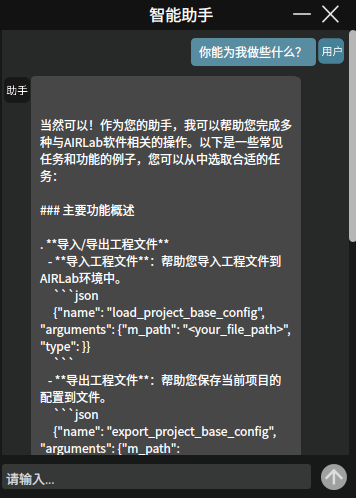 智能助手
你能为我做些什么?
用户
助手
当然可以！作为您的助手，我可以帮助您完成多
种与AIRLab软件相关的操作。以下是一些常见
任务和功能的例子，您可以从中选取合适的任
务：
### 主要功能概述
. **导入/导出工程文件**
- **导入工程文件**：帮助您导入工程文件到
AIRLab环境中。
```json
{"name": "load_project_base_config",
"arguments": {"m_path": "<your_file_path>",
"type": }}
```
- **导出工程文件**：帮助您保存当前项目的
配置到文件。
```json
{"name": "export_project_base_config",
"arguments": {"m_path":
请输入...